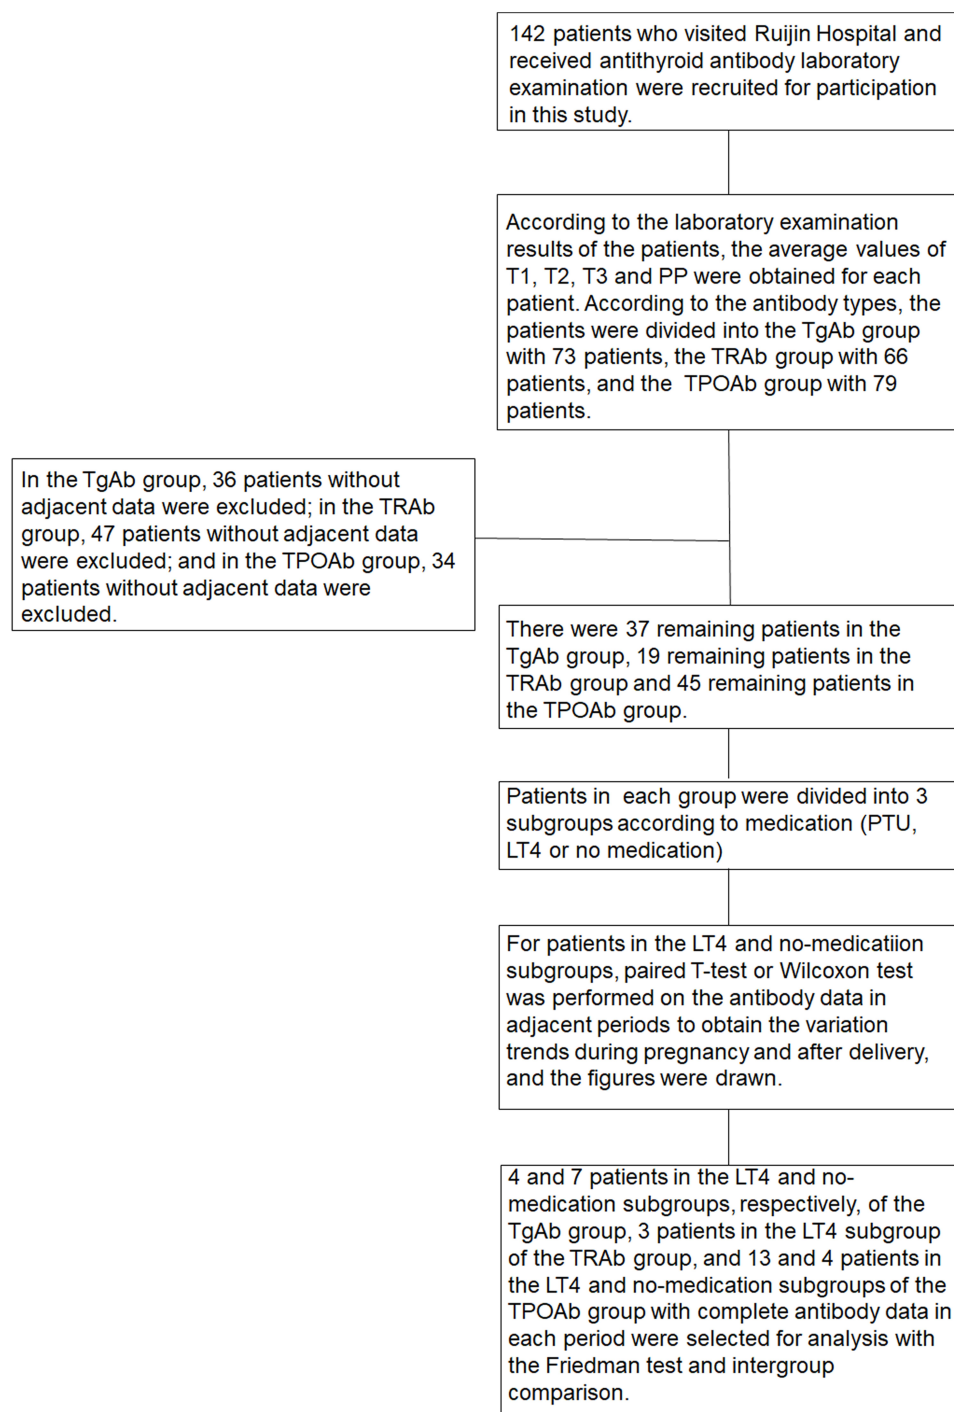 142 patients who visited Ruijin Hospital and
received antithyroid antibody laboratory
examination were recruited for participation
in this study.
According to the laboratory examination
results of the patients, the average values of
T1, T2, T3 and PP were obtained for each
patient. According to the antibody types, the
patients were divided into the TgAb group
with 73 patients, the TRAb group with 66
patients, and the TPOAb group with 79
patients.
In the TgAb group, 36 patients without
adjacent data were excluded; in the TRAb
group, 47 patients without adjacent data
were excluded; and in the TPOAb group, 34
patients without adjacent data were
excluded.
There were 37 remaining patients in the
TgAb group, 19 remaining patients in the
TRAb group and 45 remaining patients in
the TPOAb group.
Patients in each group were divided into 3
subgroups according to medication (PTU,
LT4 or no medication)
For patients in the LT4 and no-medicatiion
subgroups, paired T-test or Wilcoxon test
was performed on the antibody data in
adjacent periods to obtain the variation
trends during pregnancy and after delivery,
and the figures were drawn.
4 and 7 patients in the LT4 and no-
medication subgroups, respectively, of the
TgAb group, 3 patients in the LT4 subgroup
of the TRAb group, and 13 and 4 patients in
the LT4 and no-medication subgroups of the
TPOAb group with complete antibody data in
each period were selected for analysis with
the Friedman test and intergroup
comparison.